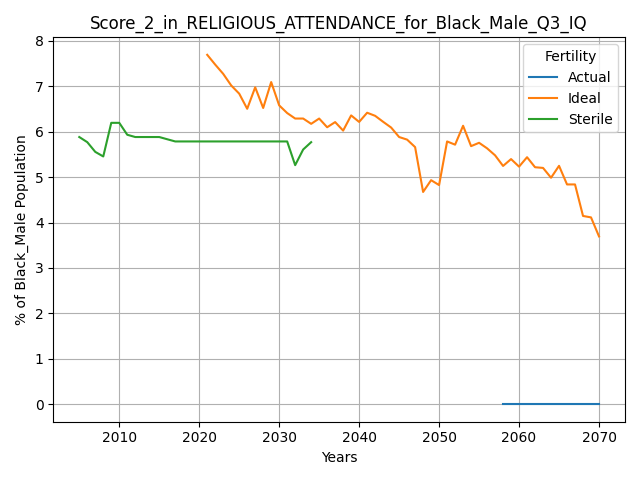 Score_2_in_RELIGIOUS_ATTENDANCE_for_Black_Male_Q3_IQ
8
7
6
5
4
3
2
1
0
% of Black_Male Population
Fertility
Actual
Ideal
Sterile
2010 2020 2030 2040 2050 2060 2070
Years